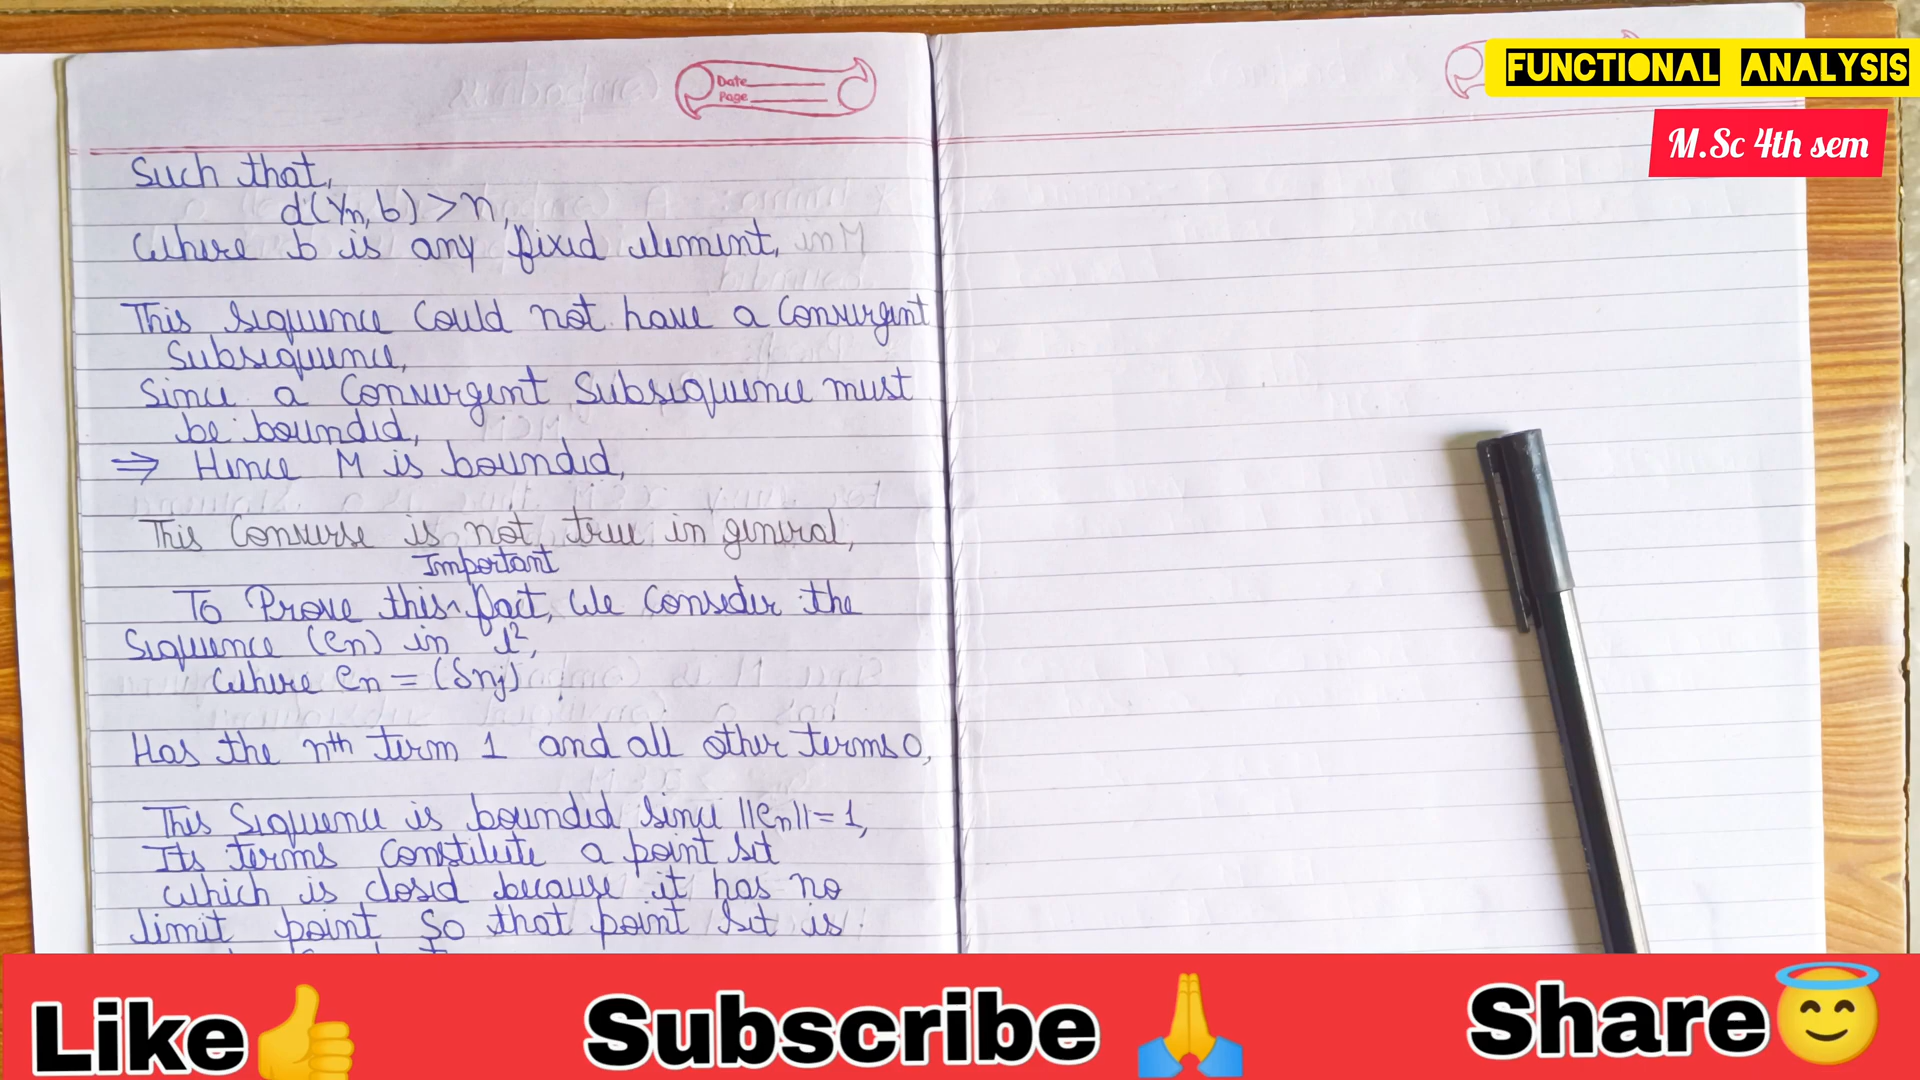 Date
Page
FUNCTIONAL ANALYSIS
M.Sc 4th sem
Such that,
d(Yn, b) > n,
Where b is any fixed element,
This sequence Could not have a Convergent
Subsequence,
Since a Convergent Subsequence must
be bounded,
⇒ Hence M is bounded,
This Converse is not true in general,
Important
To Prove this fact, We Consider the
Sequence (en) in l²,
Where en = (δnj)
Has the nth term 1 and all other terms 0,
This Sequence is bounded since ||en|| = 1,
Its terms Constitute a point set
which is closed because it has no
limit point So that point set is
Like👍
Subscribe 🙏
Share😇